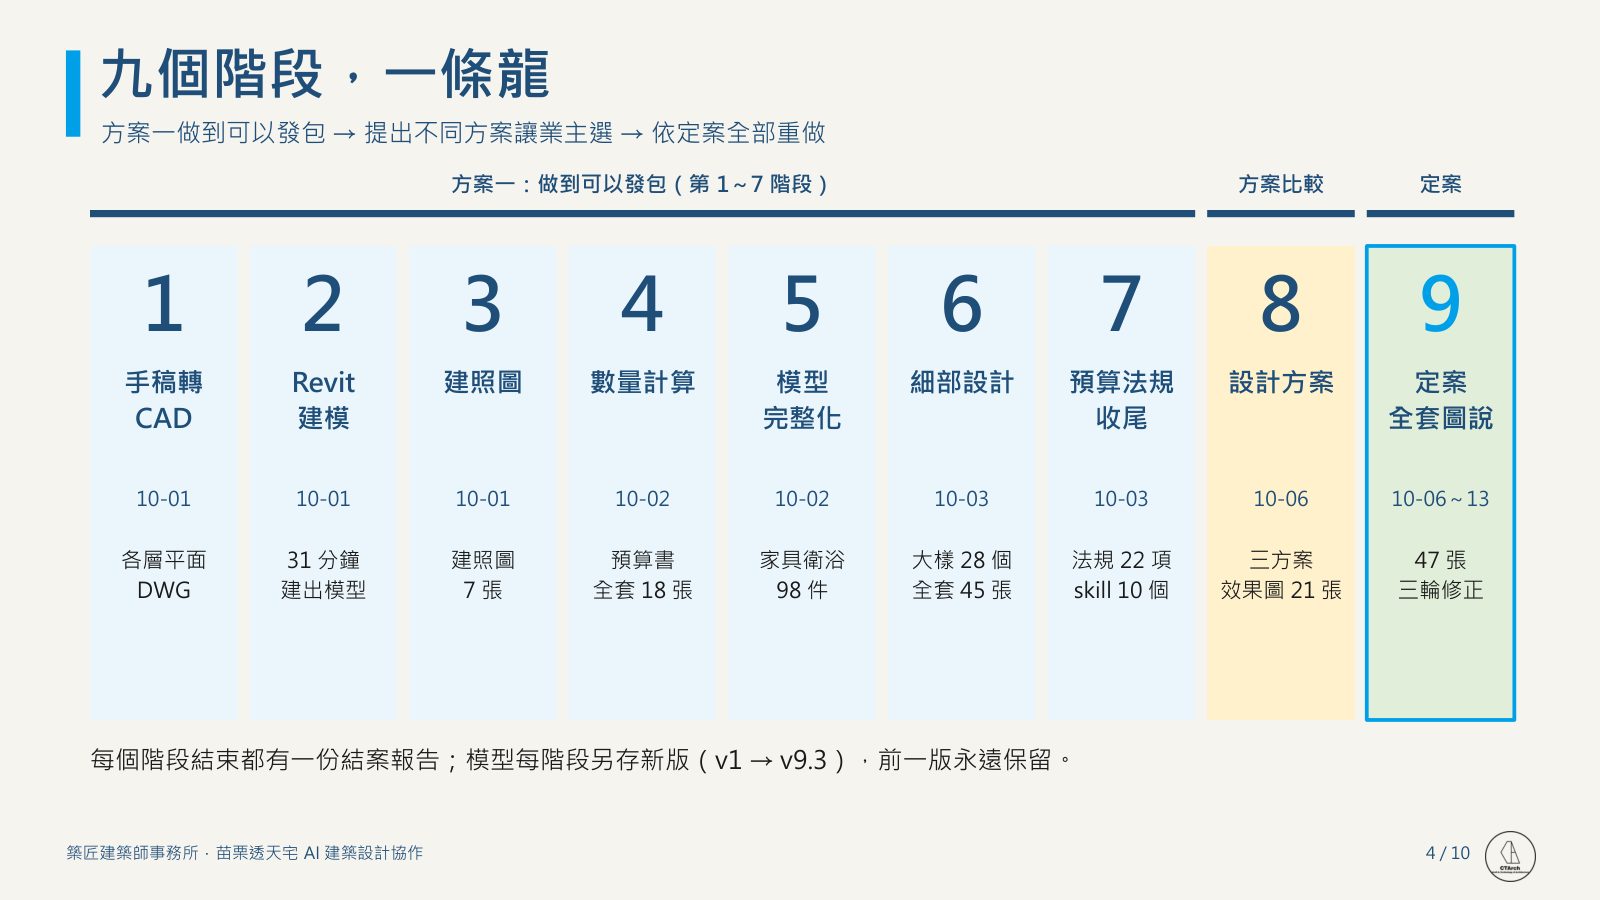 九個階段，一條龍
方案一做到可以發包 → 提出不同方案讓業主選 → 依定案全部重做
方案一：做到可以發包（第 1~7 階段）
方案比較
定案
1
手稿轉
CAD
10-01
各層平面
DWG
2
Revit
建模
10-01
31 分鐘
建出模型
3
建照圖
10-01
建照圖
7 張
4
數量計算
10-02
預算書
全套 18 張
5
模型
完整化
10-02
家具衛浴
98 件
6
細部設計
10-03
大樣 28 個
全套 45 張
7
預算法規
收尾
10-03
法規 22 項
skill 10 個
8
設計方案
10-06
三方案
效果圖 21 張
9
定案
全套圖說
10-06~13
47 張
三輪修正
每個階段結束都有一份結案報告；模型每階段另存新版（v1 → v9.3），前一版永遠保留。
築匠建築師事務所．苗栗透天宅 AI 建築設計協作
4 / 10
CTArch